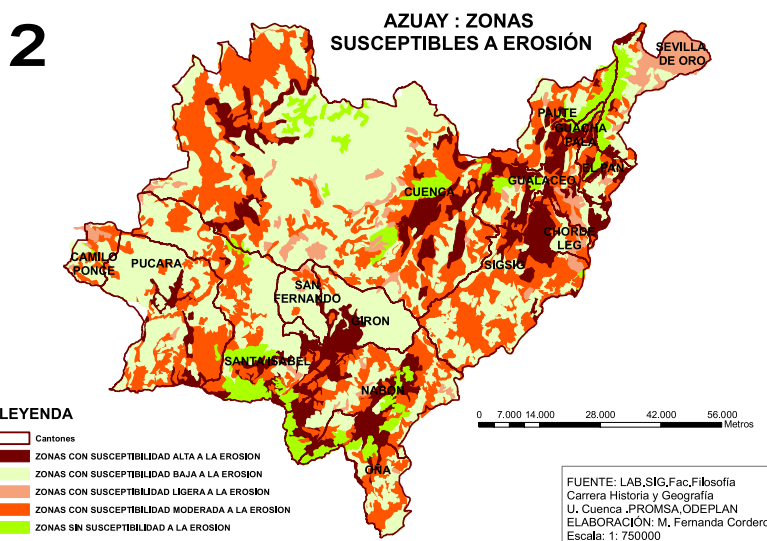 2
AZUAY : ZONAS
SUSCEPTIBLES A EROSIÓN
SEVILLA
DE ORO
PAUTE
GUACHA
PALA
EL PAN
GUALACEO
CUENCA
CHORDE
LEG
SIGSIG
CAMILO
PONCE
PUCARA
SAN
FERNANDO
GIRON
SANTA ISABEL
NABON
OÑA
0 7.000 14.000 28.000 42.000 56.000
Metros
LEYENDA
Cantones
ZONAS CON SUSCEPTIBILIDAD ALTA A LA EROSION
ZONAS CON SUSCEPTIBILIDAD BAJA A LA EROSION
ZONAS CON SUSCEPTIBILIDAD LIGERA A LA EROSION
ZONAS CON SUSCEPTIBILIDAD MODERADA A LA EROSION
ZONAS SIN SUSCEPTIBILIDAD A LA EROSION
FUENTE: LAB,SIG,Fac,Filosofía
Carrera Historia y Geografía
U. Cuenca .PROMSA,ODEPLAN
ELABORACIÓN: M. Fernanda Cordero
Escala: 1: 750000